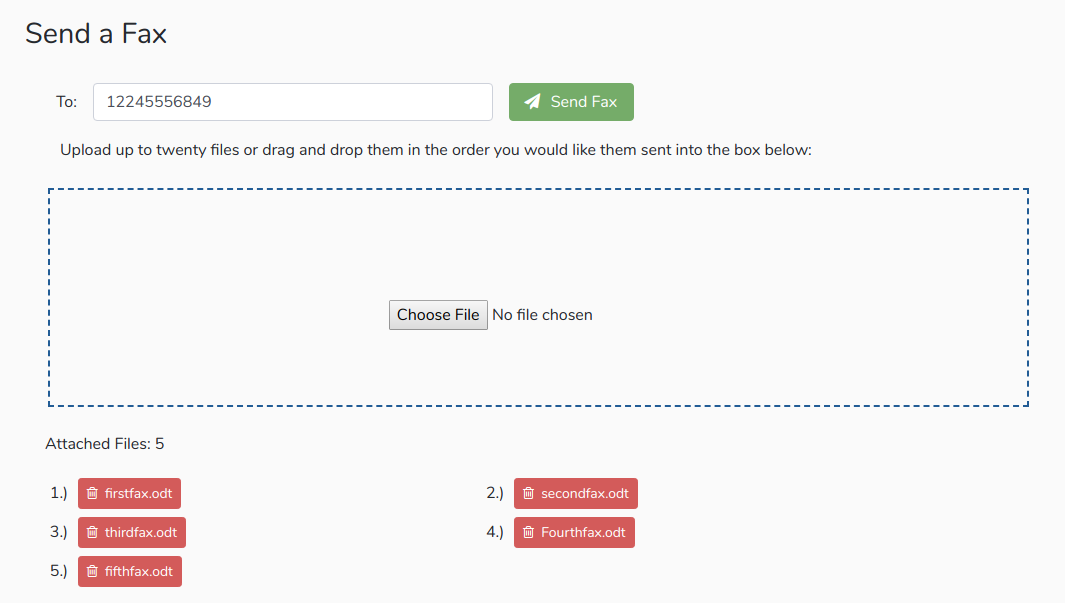 Send a Fax
To: 12245556849 Send Fax
Upload up to twenty files or drag and drop them in the order you would like them sent into the box below:
Choose File No file chosen
Attached Files: 5
1.) firstfax.odt 2.) secondfax.odt
3.) thirdfax.odt 4.) Fourthfax.odt
5.) fifthfax.odt